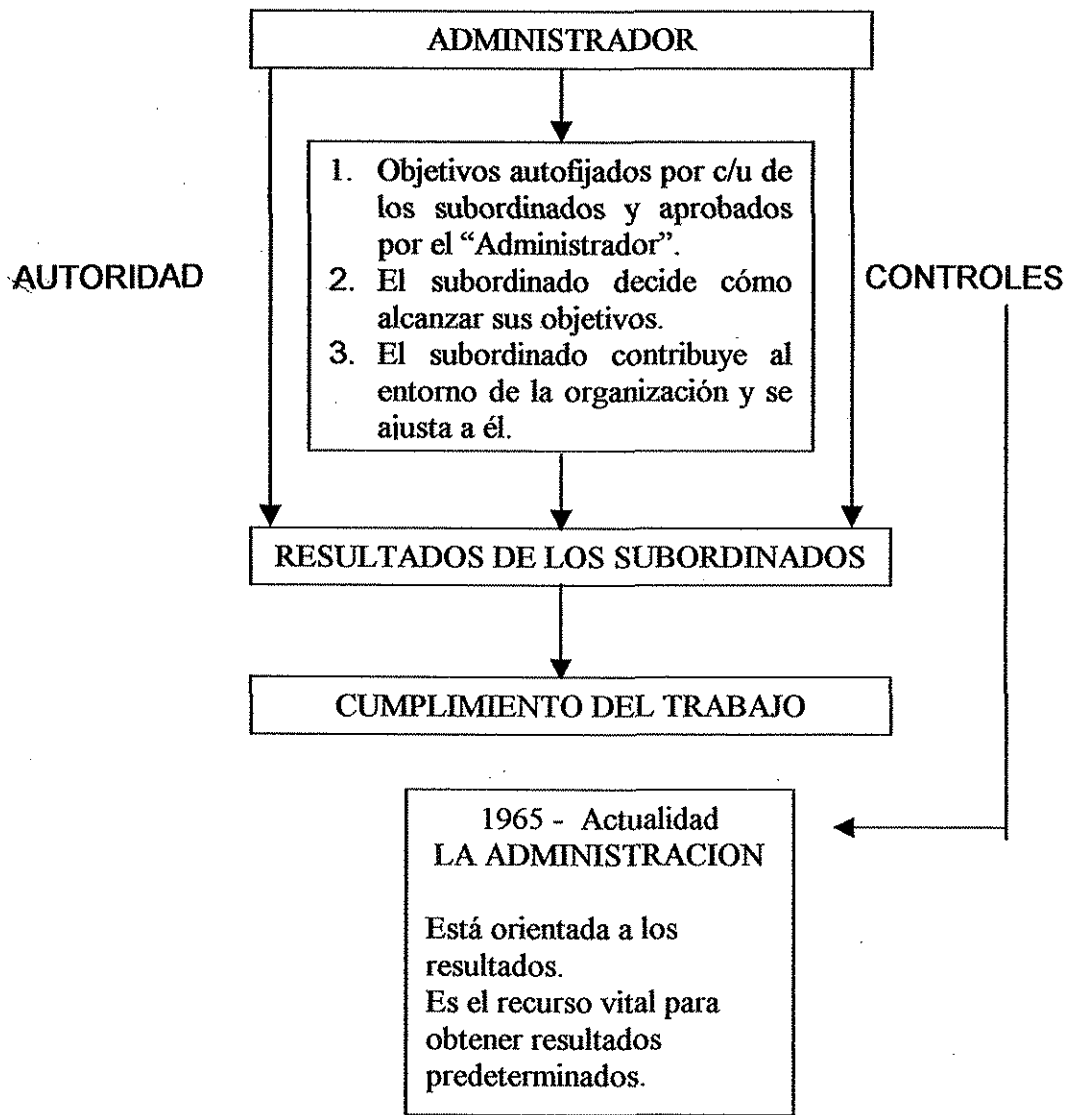 ADMINISTRADOR
1. Objetivos autofijados por c/u de
los subordinados y aprobados
por el “Administrador”.
2. El subordinado decide cómo
alcanzar sus objetivos.
3. El subordinado contribuye al
entorno de la organización y se
ajusta a él.
AUTORIDAD
CONTROLES
RESULTADOS DE LOS SUBORDINADOS
CUMPLIMIENTO DEL TRABAJO
1965 - Actualidad
LA ADMINISTRACION
Está orientada a los
resultados.
Es el recurso vital para
obtener resultados
predeterminados.